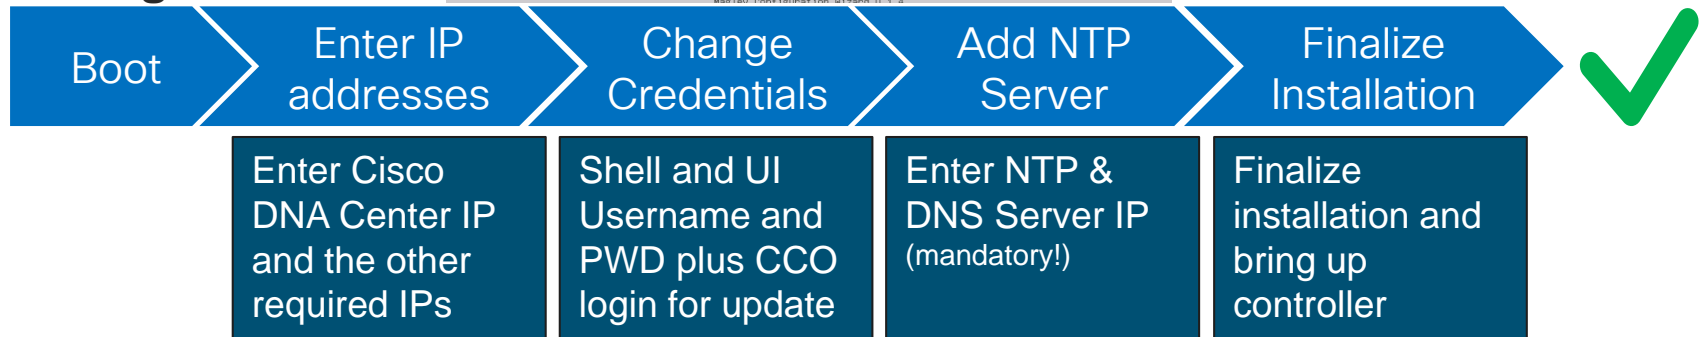 Boot
Enter IP
addresses
Change
Credentials
Add NTP
Server
Finalize
Installation
Enter Cisco
DNA Center IP
and the other
required IPs
Shell and UI
Username and
PWD plus CCO
login for update
Enter NTP &
DNS Server IP
(mandatory!)
Finalize
installation and
bring up
controller